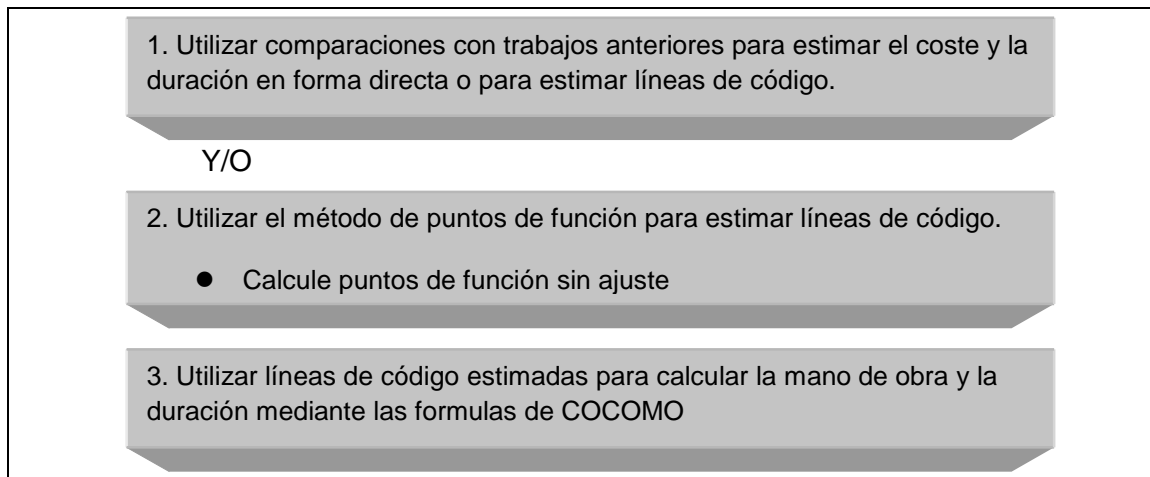 1. Utilizar comparaciones con trabajos anteriores para estimar el coste y la
duración en forma directa o para estimar líneas de código.
Y/O
2. Utilizar el método de puntos de función para estimar líneas de código.
● Calcule puntos de función sin ajuste
3. Utilizar líneas de código estimadas para calcular la mano de obra y la
duración mediante las formulas de COCOMO